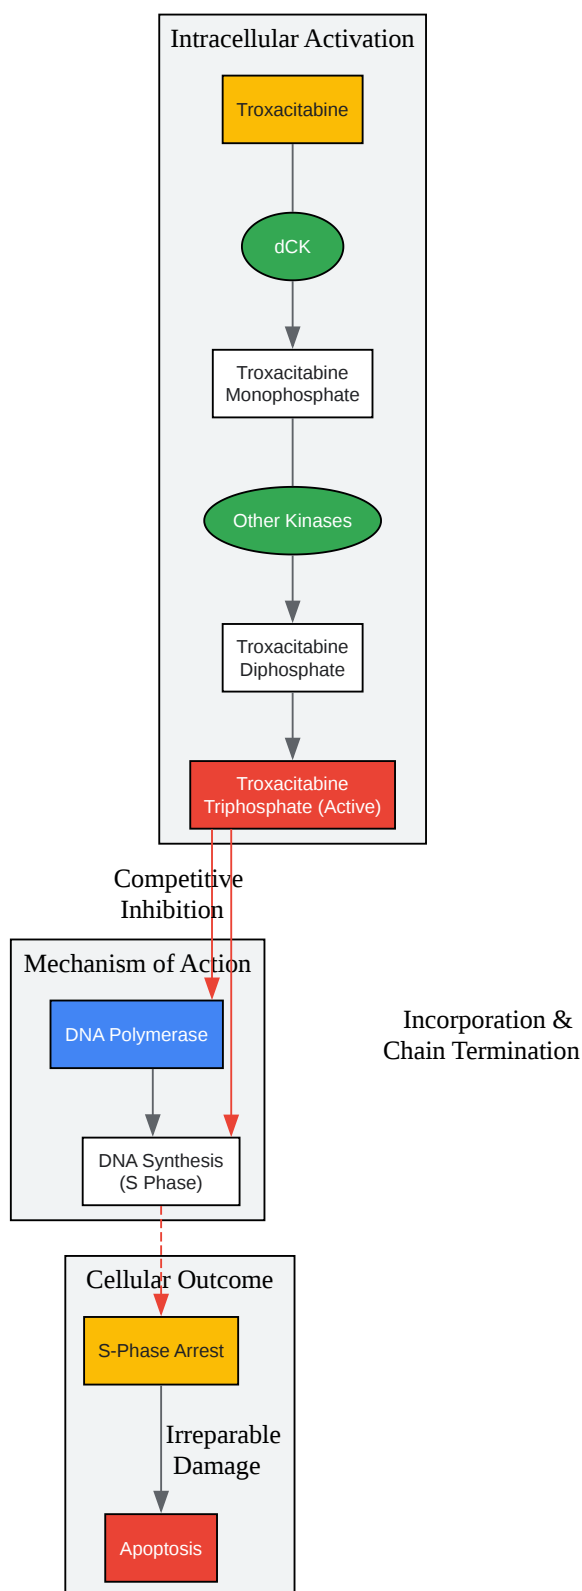 Intracellular Activation
Troxacitabine
dCK
Troxacitabine
Monophosphate
Other Kinases
Troxacitabine
Diphosphate
Troxacitabine
Triphosphate (Active)
Competitive
Inhibition
Mechanism of Action
DNA Polymerase
Incorporation &
Chain Termination
DNA Synthesis
(S Phase)
Cellular Outcome
S-Phase Arrest
Irreparable
Damage
Apoptosis